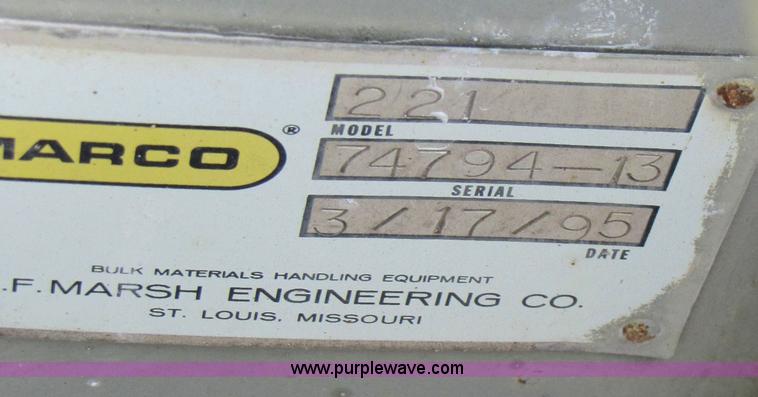 221
MODEL
MARCO ®
74794-13
SERIAL
3/17/95
DATE
BULK MATERIALS HANDLING EQUIPMENT
.F. MARSH ENGINEERING CO.
ST. LOUIS, MISSOURI
www.purplewave.com